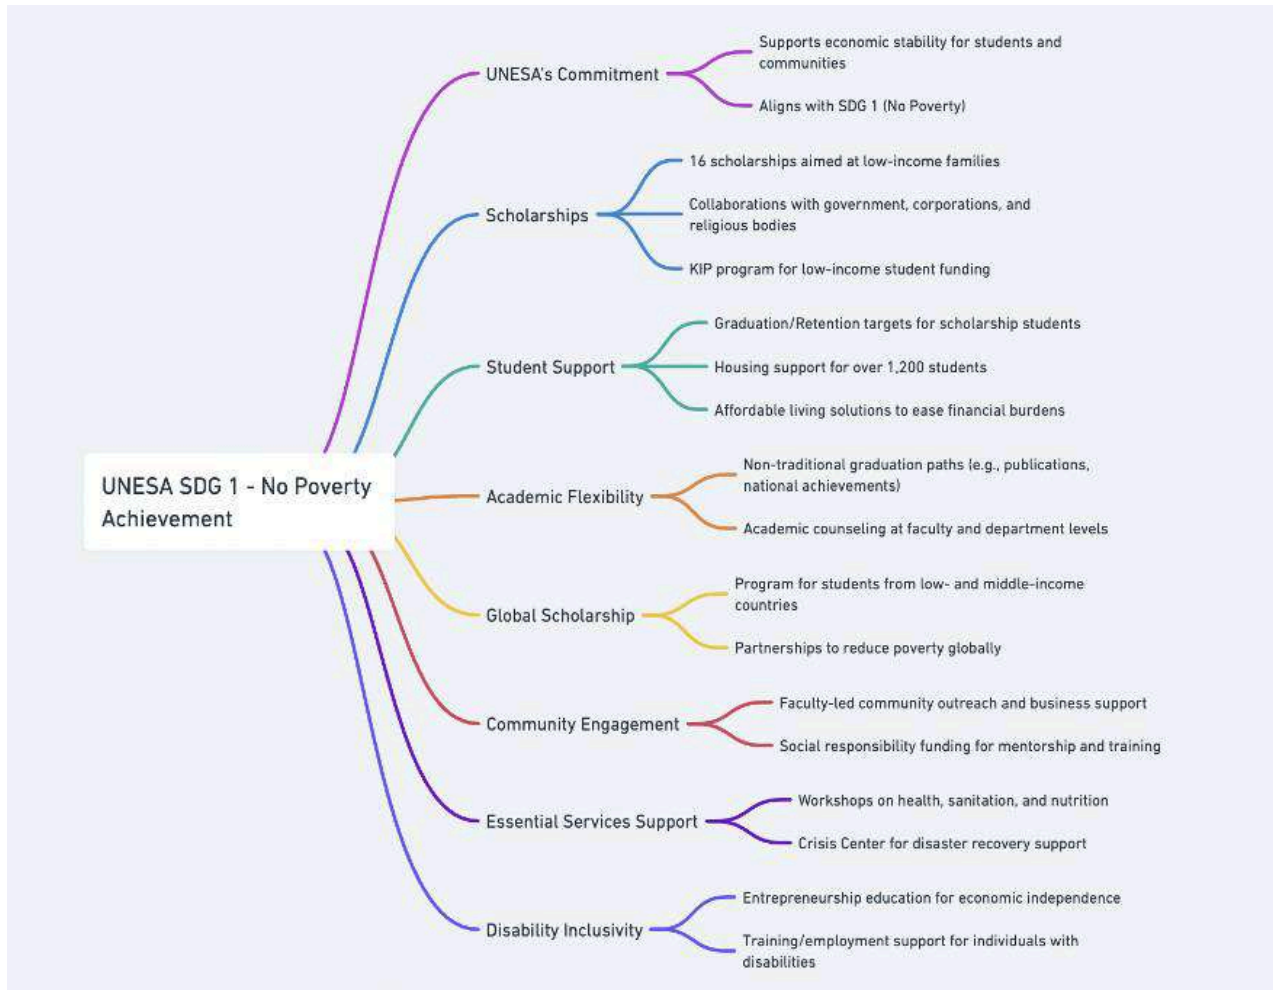 UNESA SDG 1 - No Poverty
Achievement
UNESA's Commitment
Supports economic stability for students and
communities
Aligns with SDG 1 (No Poverty)
Scholarships
16 scholarships aimed at low-income families
Collaborations with government, corporations, and
religious bodies
KIP program for low-income student funding
Student Support
Graduation/Retention targets for scholarship students
Housing support for over 1,200 students
Affordable living solutions to ease financial burdens
Academic Flexibility
Non-traditional graduation paths (e.g., publications,
national achievements)
Academic counseling at faculty and department levels
Global Scholarship
Program for students from low- and middle-income
countries
Partnerships to reduce poverty globally
Community Engagement
Faculty-led community outreach and business support
Social responsibility funding for mentorship and training
Essential Services Support
Workshops on health, sanitation, and nutrition
Crisis Center for disaster recovery support
Disability Inclusivity
Entrepreneurship education for economic independence
Training/employment support for individuals with
disabilities